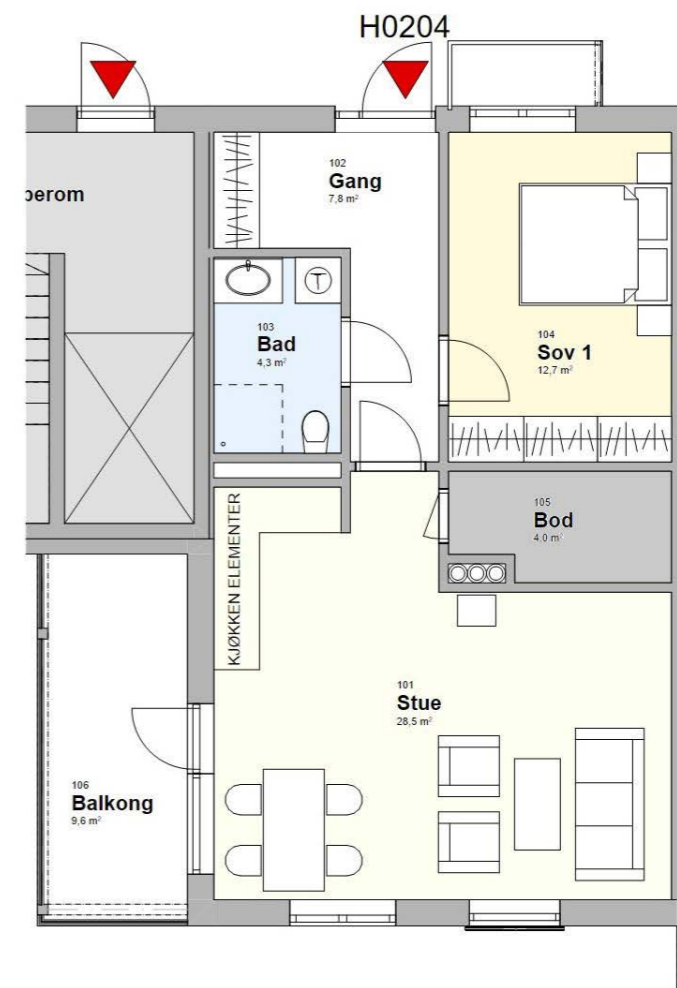 H0204
102
Gang
7,8 m²
perom
103
Bad
4,3 m²
104
Sov 1
12,7 m²
105
Bod
4,0 m²
KJØKKEN ELEMENTER
101
Stue
28,5 m²
106
Balkong
9,6 m²
T